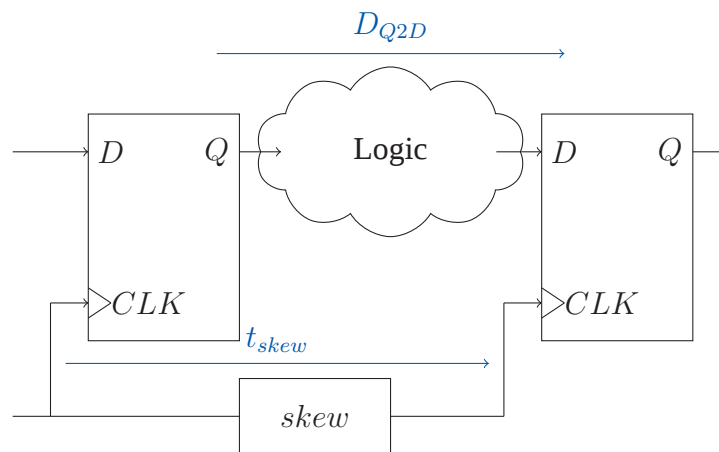 D_{Q2D}
D Q Logic D Q
CLK CLK
t_{skew}
skew